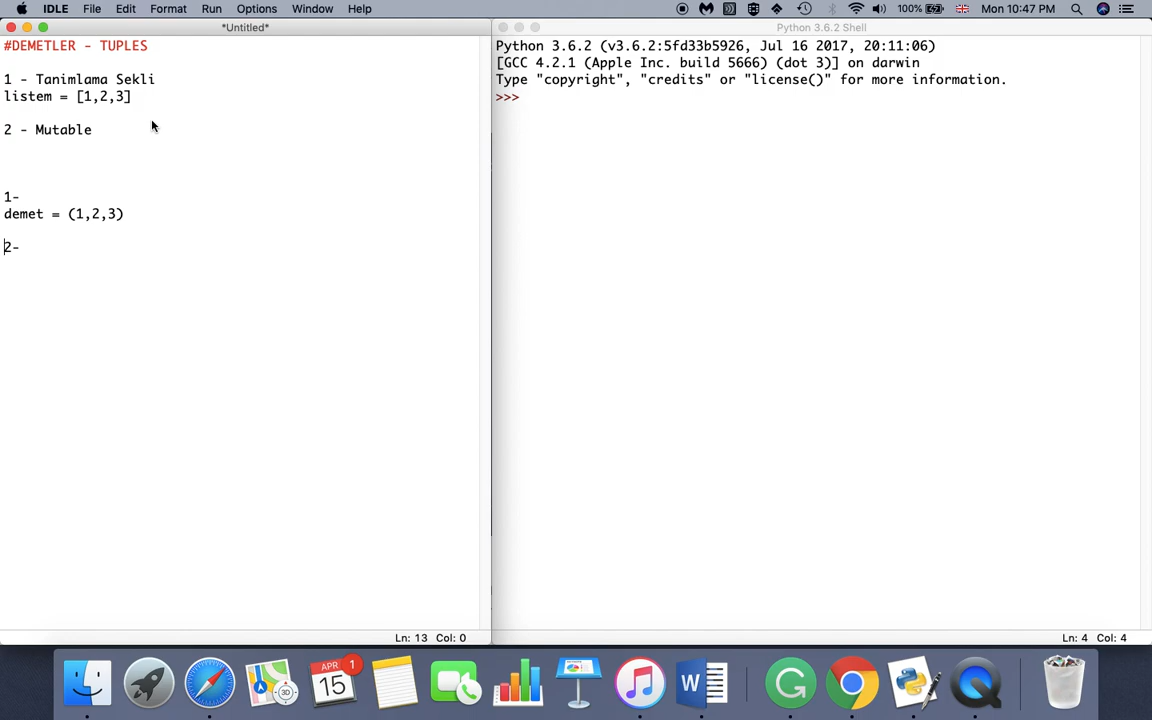 IDLE File Edit Format Run Options Window Help 100% Mon 10:47 PM
*Untitled*
#DEMETLER - TUPLES
1 - Tanimlama Sekli
listem = [1,2,3]
2 - Mutable
1-
demet = (1,2,3)
2-
Ln: 13 Col: 0
Python 3.6.2 Shell
Python 3.6.2 (v3.6.2:5fd33b5926, Jul 16 2017, 20:11:06)
[GCC 4.2.1 (Apple Inc. build 5666) (dot 3)] on darwin
Type "copyright", "credits" or "license()" for more information.
>>>
Ln: 4 Col: 4
APR 1
15
3D
W
G